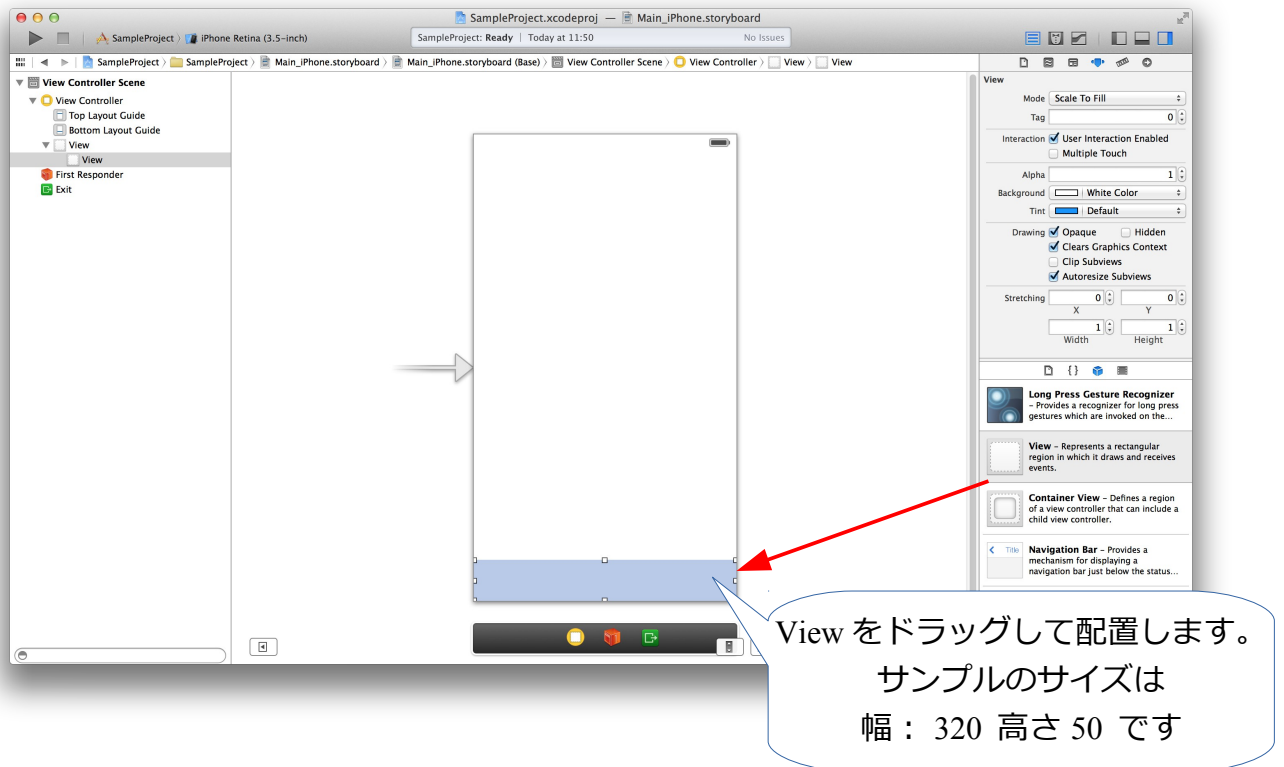 SampleProject.xcodeproj — Main_iPhone.storyboard
SampleProject 〉 iPhone Retina (3.5-inch)
SampleProject: Ready | Today at 11:50
No Issues
SampleProject 〉 SampleProject 〉 Main_iPhone.storyboard 〉 Main_iPhone.storyboard (Base) 〉 View Controller Scene 〉 View Controller 〉 View 〉 View
View Controller Scene
View Controller
Top Layout Guide
Bottom Layout Guide
View
View
First Responder
Exit
View
Mode Scale To Fill
Tag 0
Interaction User Interaction Enabled
Multiple Touch
Alpha 1
Background White Color
Tint Default
Drawing Opaque Hidden
Clears Graphics Context
Clip Subviews
Autoresize Subviews
Stretching 0 0
X Y
1 1
Width Height
{ }
Long Press Gesture Recognizer
– Provides a recognizer for long press
gestures which are invoked on the...
View – Represents a rectangular
region in which it draws and receives
events.
Container View – Defines a region
of a view controller that can include a
child view controller.
Title
Navigation Bar – Provides a
mechanism for displaying a
navigation bar just below the status...
View をドラッグして配置します。
サンプルのサイズは
幅： 320 高さ 50 です